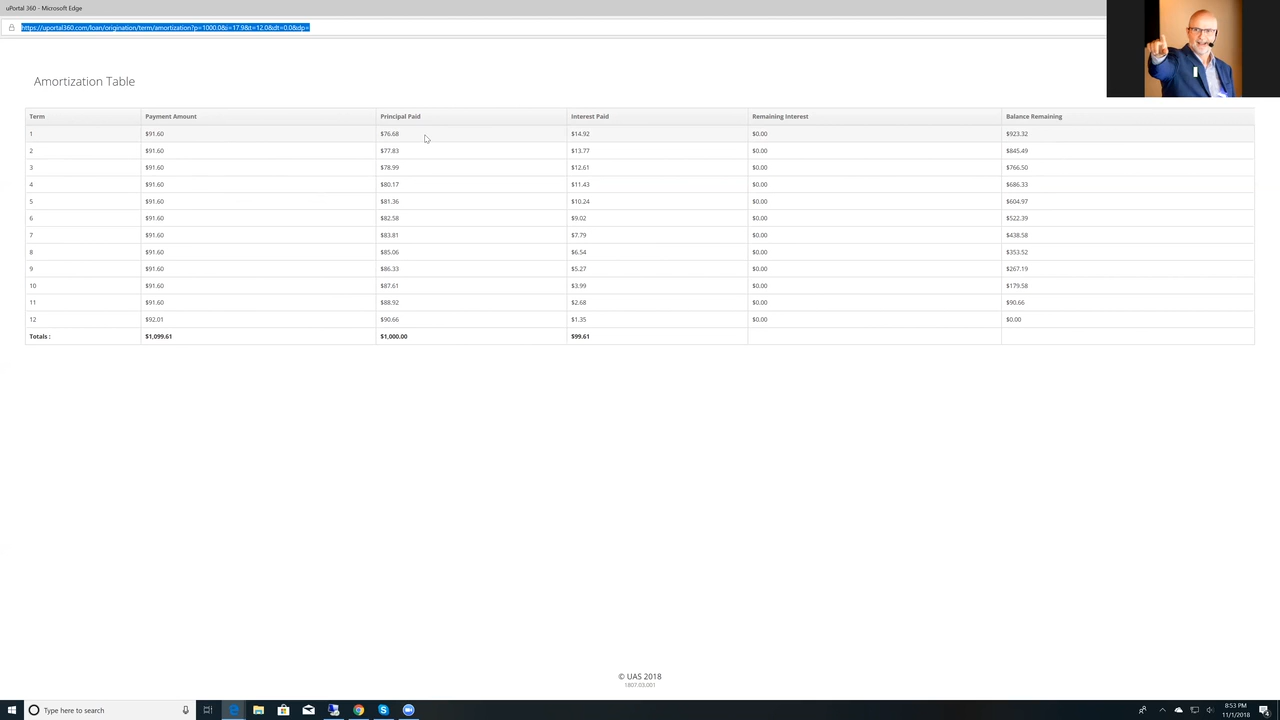 uPortal 360 - Microsoft Edge
https://uportal360.com/loan/origination/term/amortization?p=1000.0&i=17.9&t=12.0&dt=0.0&dp=
Amortization Table
Term Payment Amount Principal Paid Interest Paid Remaining Interest Balance Remaining
1 $91.60 $76.68 $14.92 $0.00 $923.32
2 $91.60 $77.83 $13.77 $0.00 $845.49
3 $91.60 $78.99 $12.61 $0.00 $766.50
4 $91.60 $80.17 $11.43 $0.00 $686.33
5 $91.60 $81.36 $10.24 $0.00 $604.97
6 $91.60 $82.58 $9.02 $0.00 $522.39
7 $91.60 $83.81 $7.79 $0.00 $438.58
8 $91.60 $85.06 $6.54 $0.00 $353.52
9 $91.60 $86.33 $5.27 $0.00 $267.19
10 $91.60 $87.61 $3.99 $0.00 $179.58
11 $91.60 $88.92 $2.68 $0.00 $90.66
12 $92.01 $90.66 $1.35 $0.00 $0.00
Totals : $1,099.61 $1,000.00 $99.61
© UAS 2018
1807.03.001
Type here to search
8:53 PM
11/1/2018